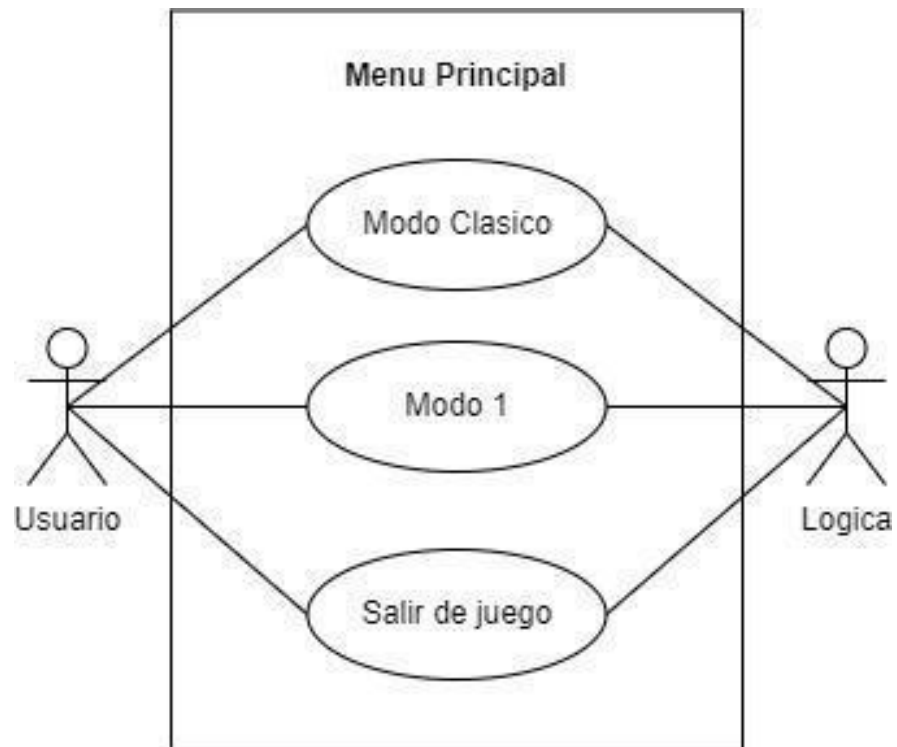 Menu Principal
Modo Clasico
Modo 1
Usuario
Logica
Salir de juego